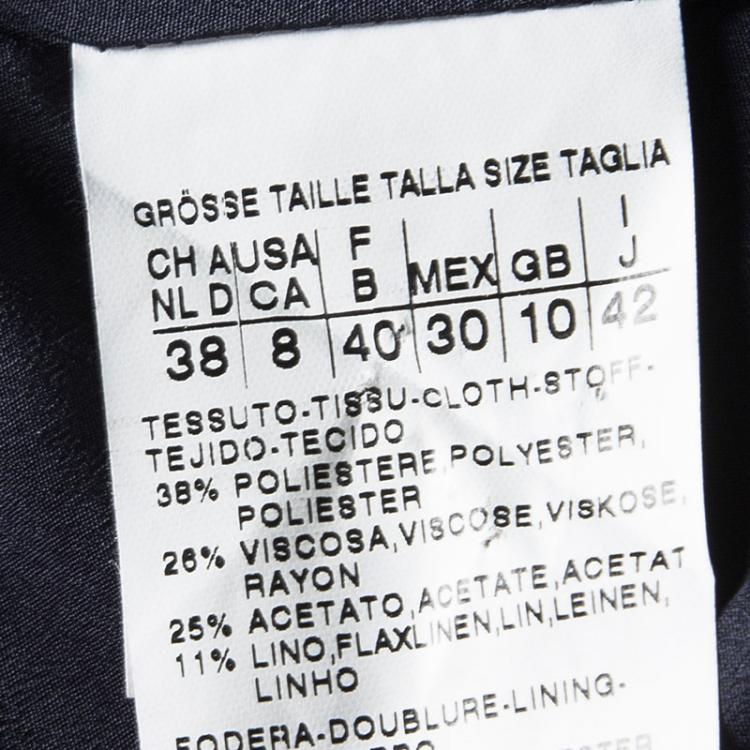 GRÖSSE TAILLE TALLA SIZE TAGLIA
CH A USA F MEX GB I
NL D CA B J
38 8 40 30 10 42
TESSUTO-TISSU-CLOTH-STOFF-
TEJIDO-TECIDO
38% POLIESTERE,POLYESTER,
POLIESTER
26% VISCOSA,VISCOSE,VISKOSE,
RAYON
25% ACETATO,ACETATE,ACETAT
11% LINO,FLAXLINEN,LIN,LEINEN,
LINHO
FODERA-DOUBLURE-LINING-